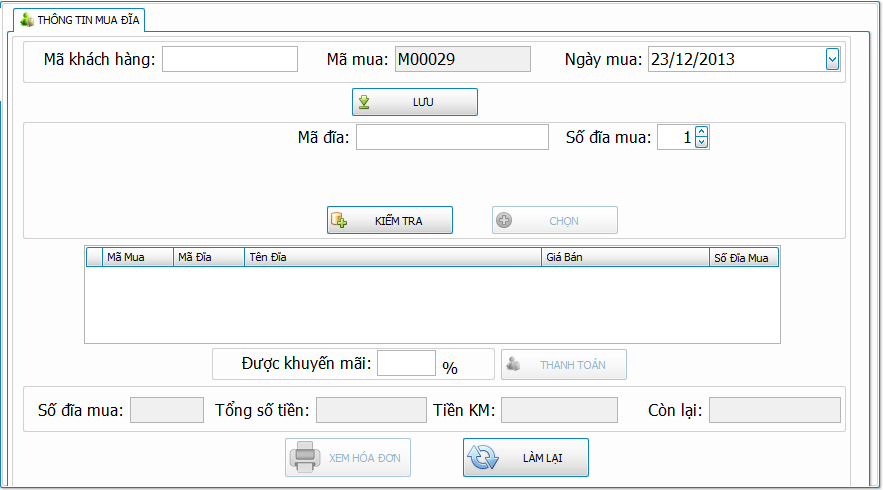 THÔNG TIN MUA ĐĨA
Mã khách hàng: Mã mua: M00029 Ngày mua: 23/12/2013
LƯU
Mã đĩa: Số đĩa mua: 1
KIỂM TRA CHỌN
Mã Mua Mã Đĩa Tên Đĩa Giá Bán Số Đĩa Mua
Được khuyến mãi: % THANH TOÁN
Số đĩa mua: Tổng số tiền: Tiền KM: Còn lại:
XEM HÓA ĐƠN LÀM LẠI